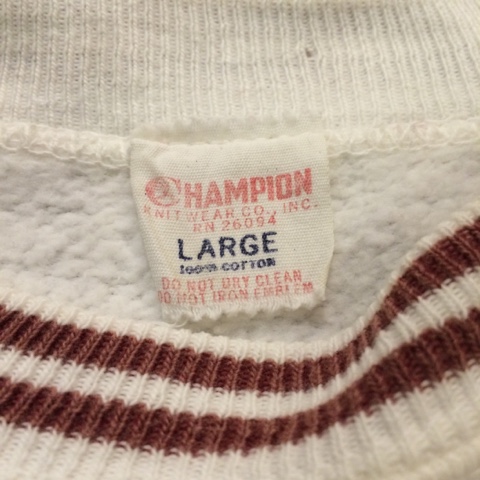 CHAMPION
KNITWEAR CO., INC.
RN 26094
LARGE
100% COTTON
DO NOT DRY CLEAN
DO NOT IRON EMBLEM